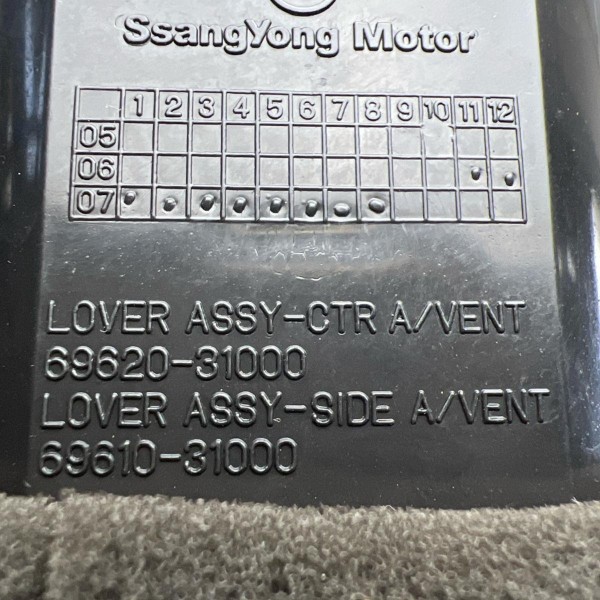 SsangYong Motor
1 2 3 4 5 6 7 8 9 10 11 12
05
06
07
LOVER ASSY-CTR A/VENT
69620-31000
LOVER ASSY-SIDE A/VENT
69610-31000